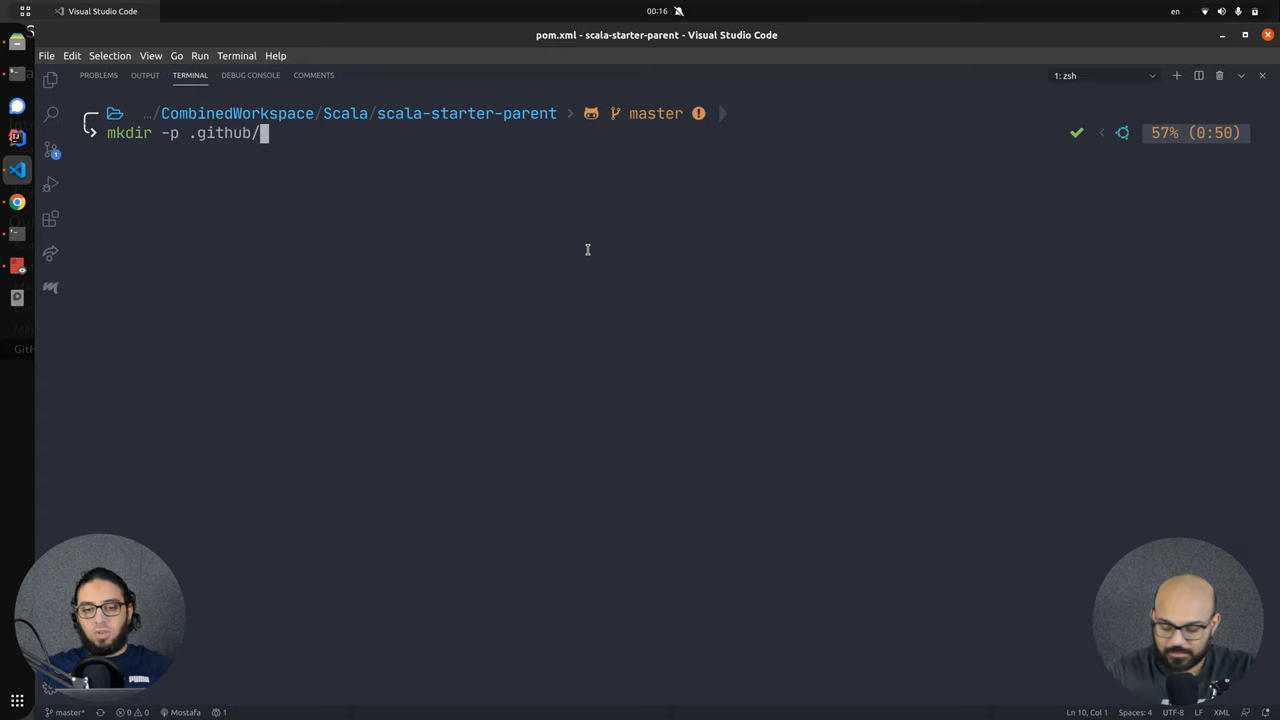 Visual Studio Code
00:16
en
pom.xml - scala-starter-parent - Visual Studio Code
File Edit Selection View Go Run Terminal Help
PROBLEMS OUTPUT TERMINAL DEBUG CONSOLE COMMENTS
1: zsh
…/CombinedWorkspace/Scala/scala-starter-parent > master
mkdir -p .github/
57% (0:50)
1
GitH
PUMA
master* 0 0 Mostafa 1
Ln 10, Col 1 Spaces: 4 UTF-8 LF XML